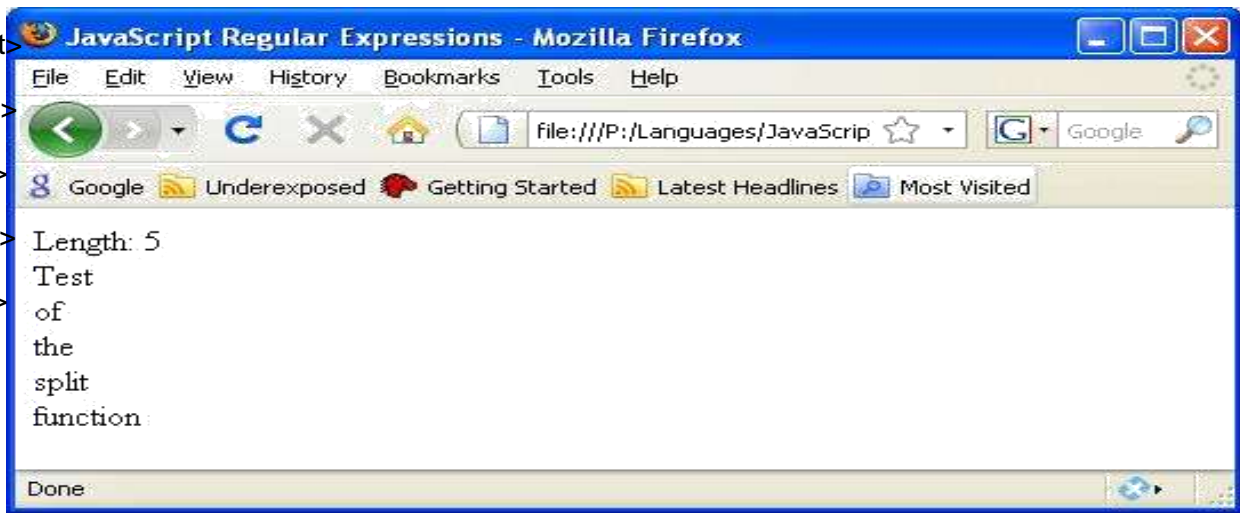 t>
JavaScript Regular Expressions - Mozilla Firefox
File Edit View History Bookmarks Tools Help
>
file:///P:/Languages/JavaScrip G Google
>
Google Underexposed Getting Started Latest Headlines Most Visited
>
Length: 5
Test
>
of
the
split
function
Done